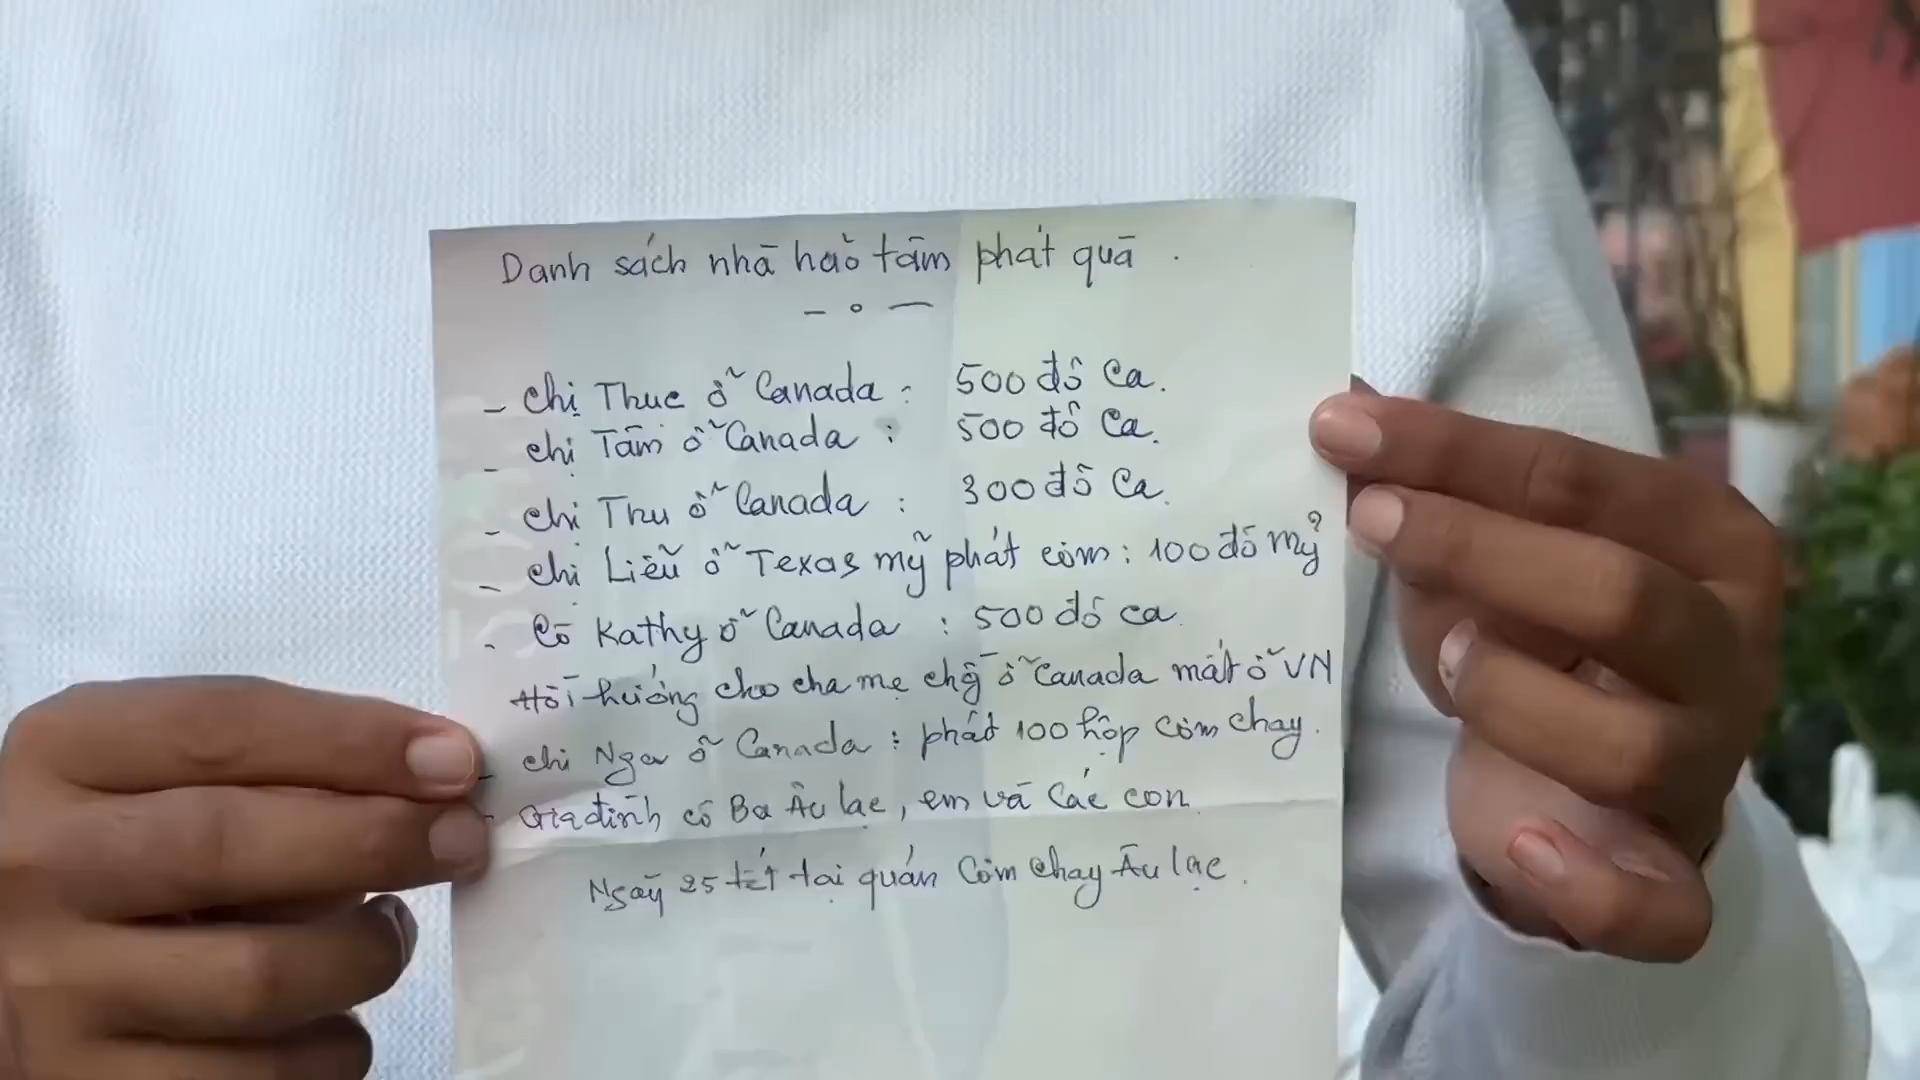 Danh sách nhà hảo tâm phát quà.
- Chị Thuc ở Canada : 500 đô Ca.
- Chị Tâm ở Canada : 500 đô Ca.
- Chị Thu ở Canada : 300 đô Ca.
- Chị Liễu ở Texas mỹ phát cơm : 100 đô Mỹ
- Cô Kathy ở Canada : 500 đô ca
Hồi hướng cho cha mẹ chồng ở Canada mất ở VN
- Chị Nga ở Canada : phát 100 hộp cơm chay.
- Gia đình cô Ba Âu lạc, em và Các con
Ngày 25 tết tại quán Cơm Chay Âu lạc.